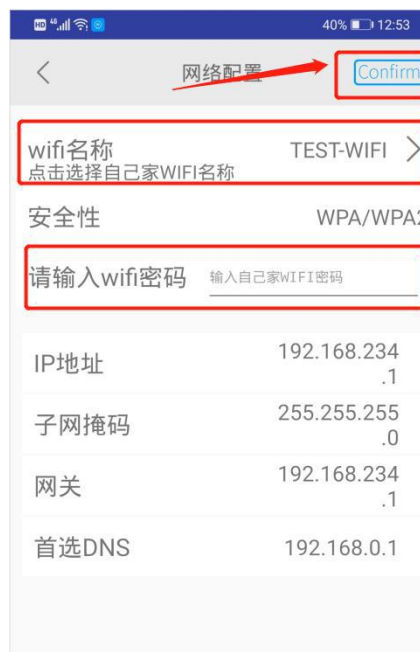 HD 4G 40% 12:53
网络配置 Confirm
wifi名称 TEST-WIFI
点击选择自己家WIFI名称
安全性 WPA/WPA2
请输入wifi密码 输入自己家WIFI密码
IP地址 192.168.234
.1
子网掩码 255.255.255
.0
网关 192.168.234
.1
首选DNS 192.168.0.1